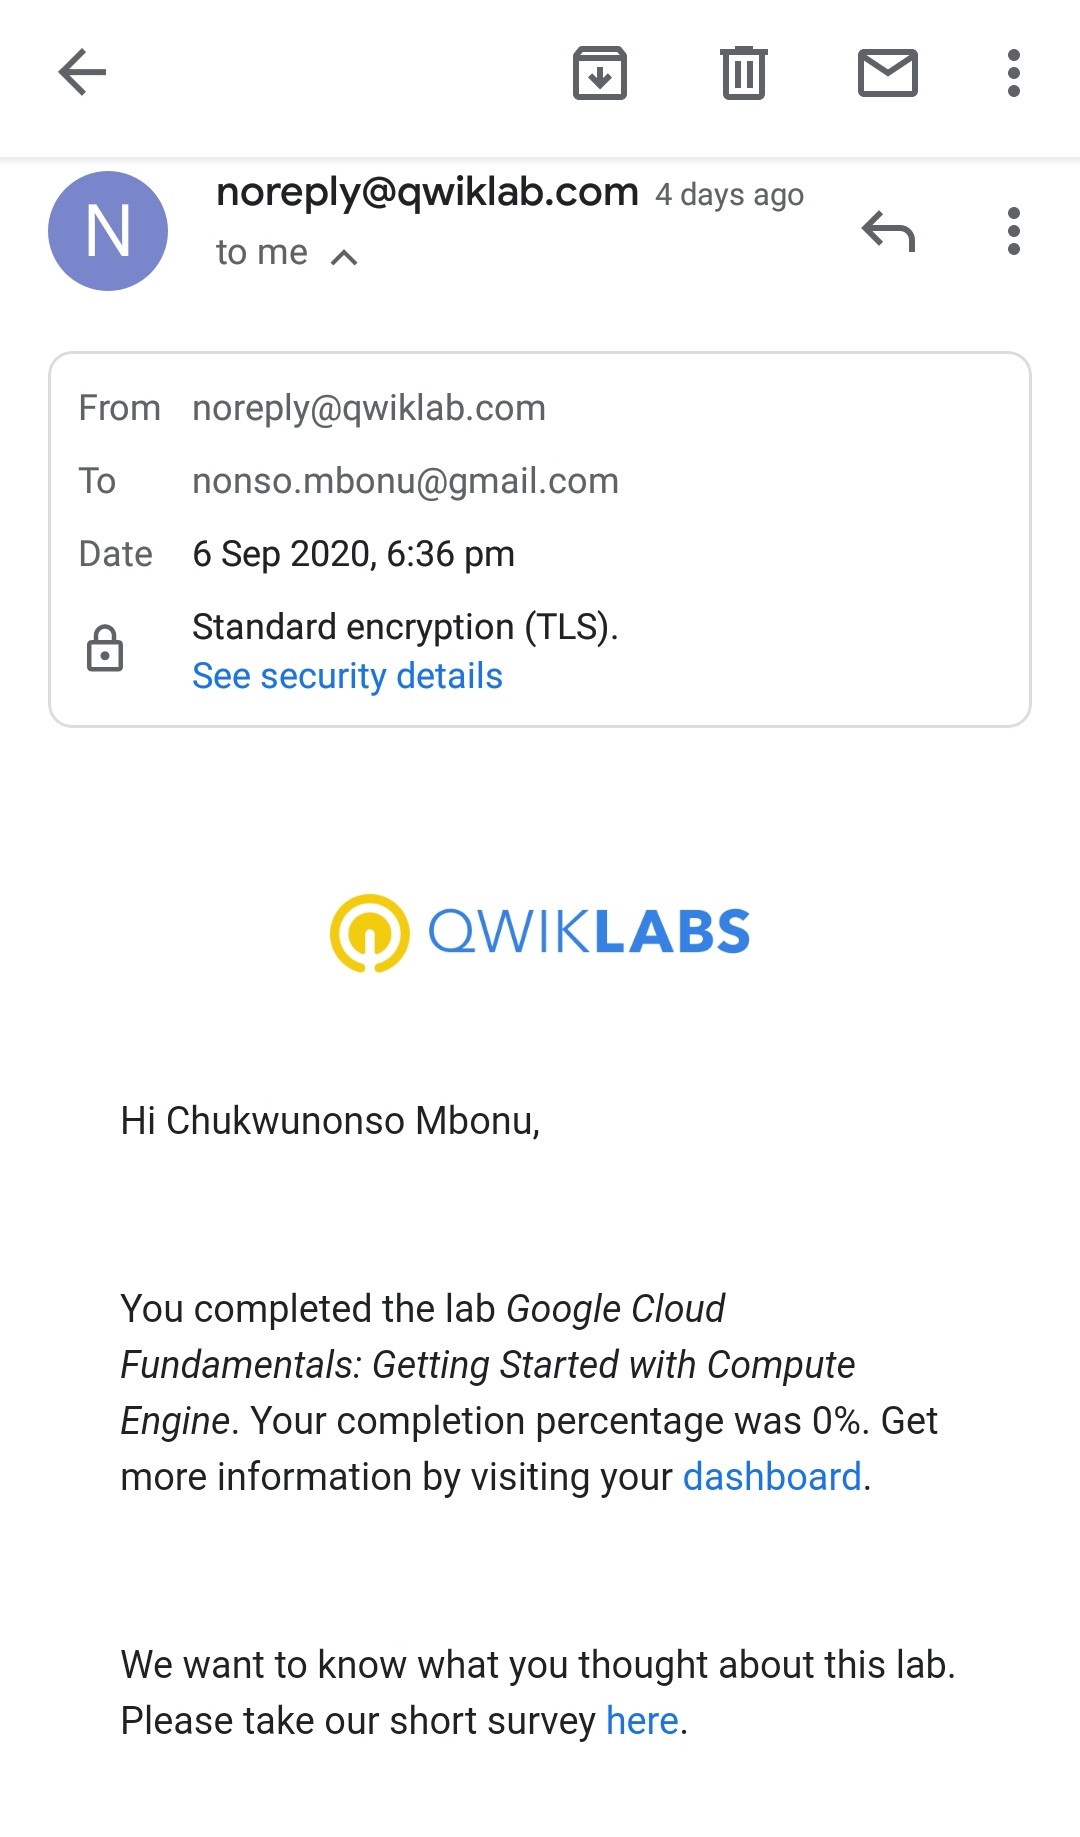 noreply@qwiklab.com 4 days ago
to me
N
From noreply@qwiklab.com
To nonso.mbonu@gmail.com
Date 6 Sep 2020, 6:36 pm
Standard encryption (TLS).
See security details
QWIKLABS
Hi Chukwunonso Mbonu,
You completed the lab Google Cloud
Fundamentals: Getting Started with Compute
Engine. Your completion percentage was 0%. Get
more information by visiting your dashboard.
We want to know what you thought about this lab.
Please take our short survey here.